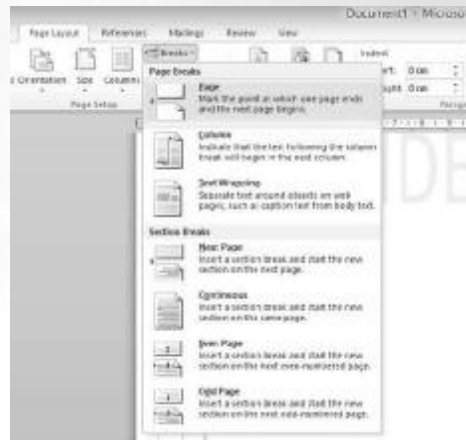 Document1 - Microso
Page Layout References Mailings Review View
Breaks
Orientation Size Columns
Indent
0 cm
0 cm
Page Setup
Parag
Page Breaks
Page
Mark the point at which one page ends
and the next page begins.
Column
Indicate that the text following the column
break will begin in the next column.
Text Wrapping
Separate text around objects on web
pages, such as caption text from body text.
Section Breaks
Next Page
Insert a section break and start the new
section on the next page.
Continuous
Insert a section break and start the new
section on the same page.
Even Page
Insert a section break and start the new
section on the next even-numbered page.
Odd Page
Insert a section break and start the new
section on the next odd-numbered page.
DE